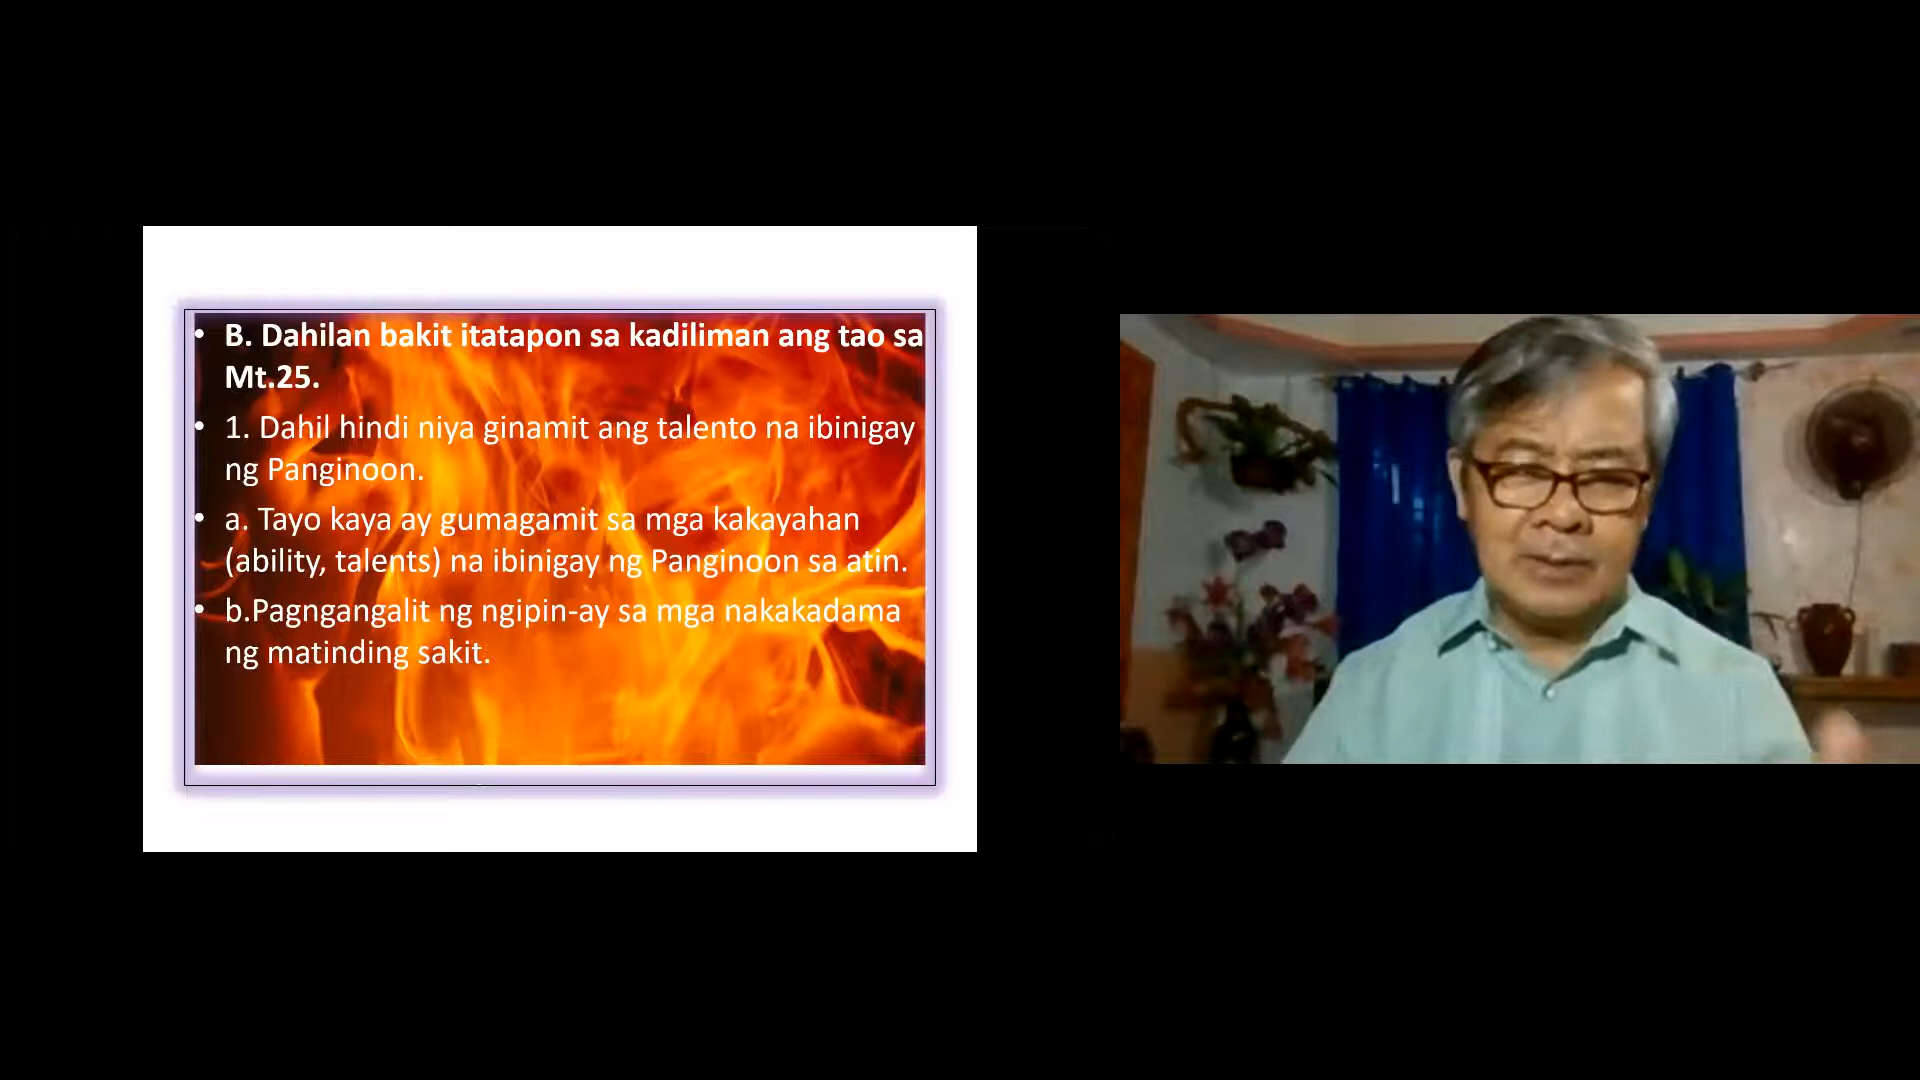 • B. Dahilan bakit itatapon sa kadiliman ang tao sa
Mt.25.
• 1. Dahil hindi niya ginamit ang talento na ibinigay
ng Panginoon.
• a. Tayo kaya ay gumagamit sa mga kakayahan
(ability, talents) na ibinigay ng Panginoon sa atin.
• b.Pagngangalit ng ngipin-ay sa mga nakakadama
ng matinding sakit.